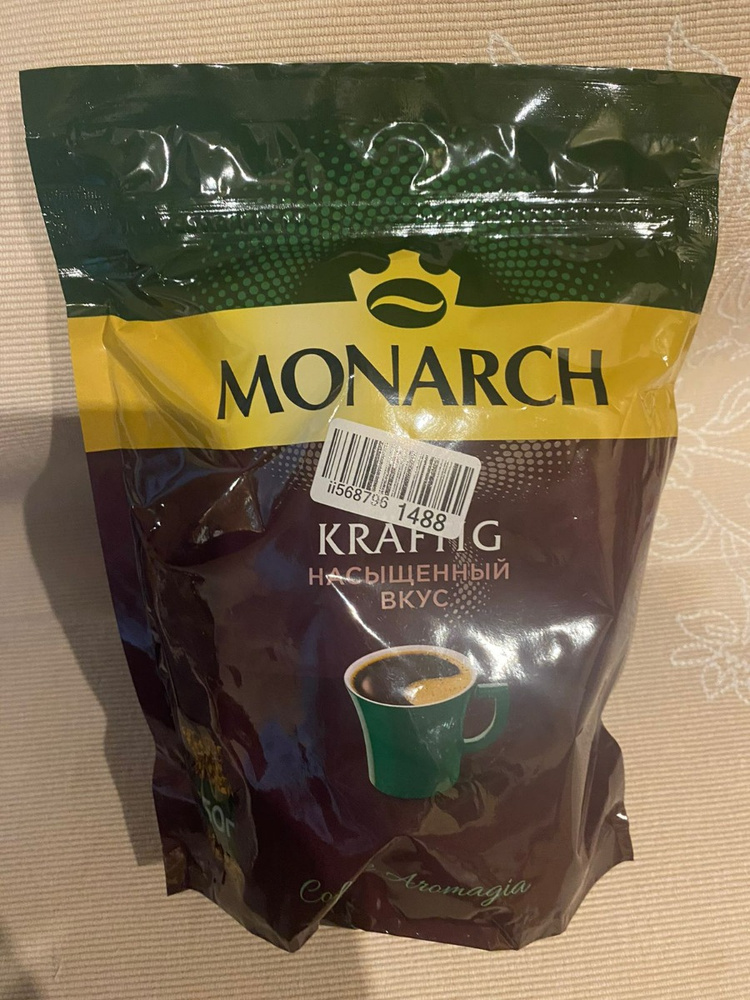 MONARCH
ii568796 1488
KRAFTIG
НАСЫЩЕННЫЙ
ВКУС
Aromagia